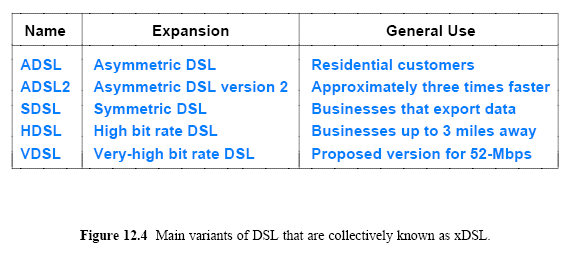 Name Expansion General Use
ADSL Asymmetric DSL Residential customers
ADSL2 Asymmetric DSL version 2 Approximately three times faster
SDSL Symmetric DSL Businesses that export data
HDSL High bit rate DSL Businesses up to 3 miles away
VDSL Very-high bit rate DSL Proposed version for 52-Mbps
Figure 12.4 Main variants of DSL that are collectively known as xDSL.